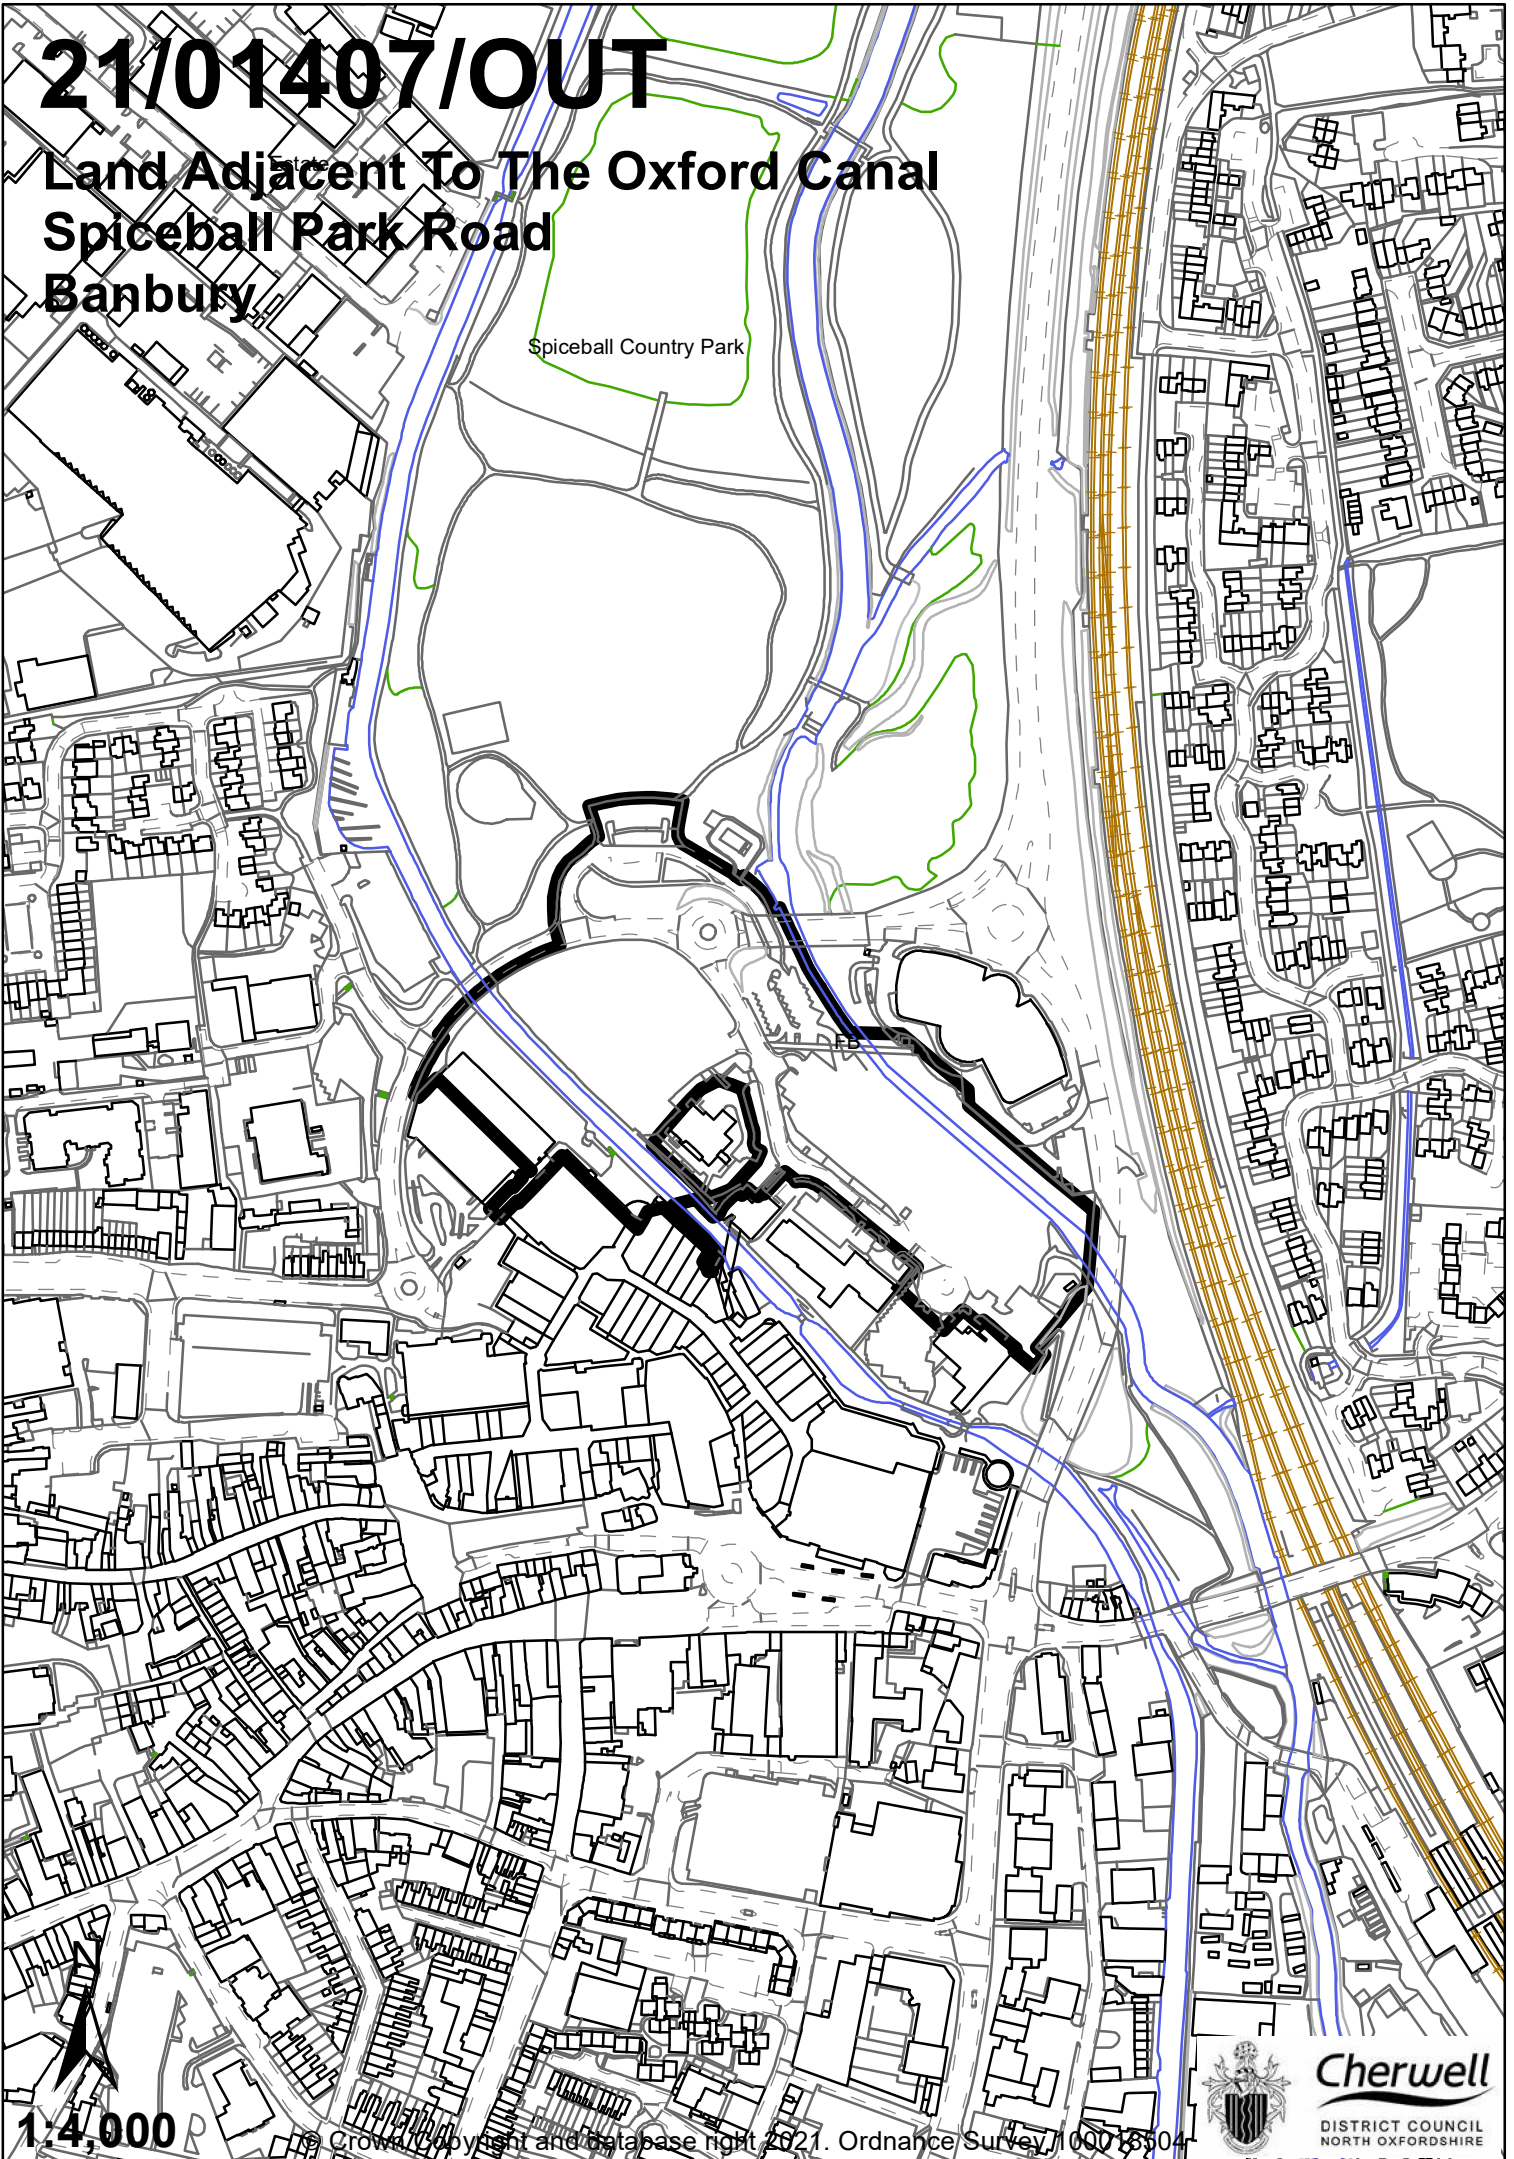 21/01407/OUT
Estate
Land Adjacent To The Oxford Canal
Spiceball Park Road
Banbury
Spiceball Country Park
FB
N
1:4,000
© Crown Copyright and database right 2021. Ordnance Survey 100018504
Cherwell
DISTRICT COUNCIL
NORTH OXFORDSHIRE